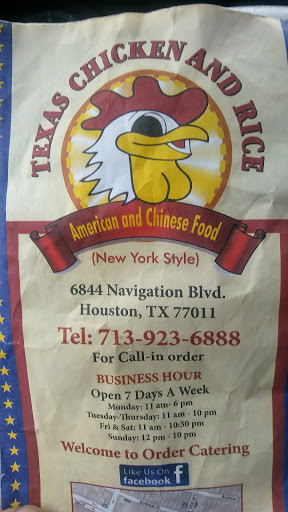 TEXAS CHICKEN AND RICE
American and Chinese Food
(New York Style)
6844 Navigation Blvd.
Houston, TX 77011
Tel: 713-923-6888
For Call-in order
BUSINESS HOUR
Open 7 Days A Week
Monday: 11 am- 6 pm
Tuesday-Thursday: 11 am - 10 pm
Fri & Sat: 11 am - 10:30 pm
Sunday: 12 pm - 10 pm
Welcome to Order Catering
Like Us On
facebook f